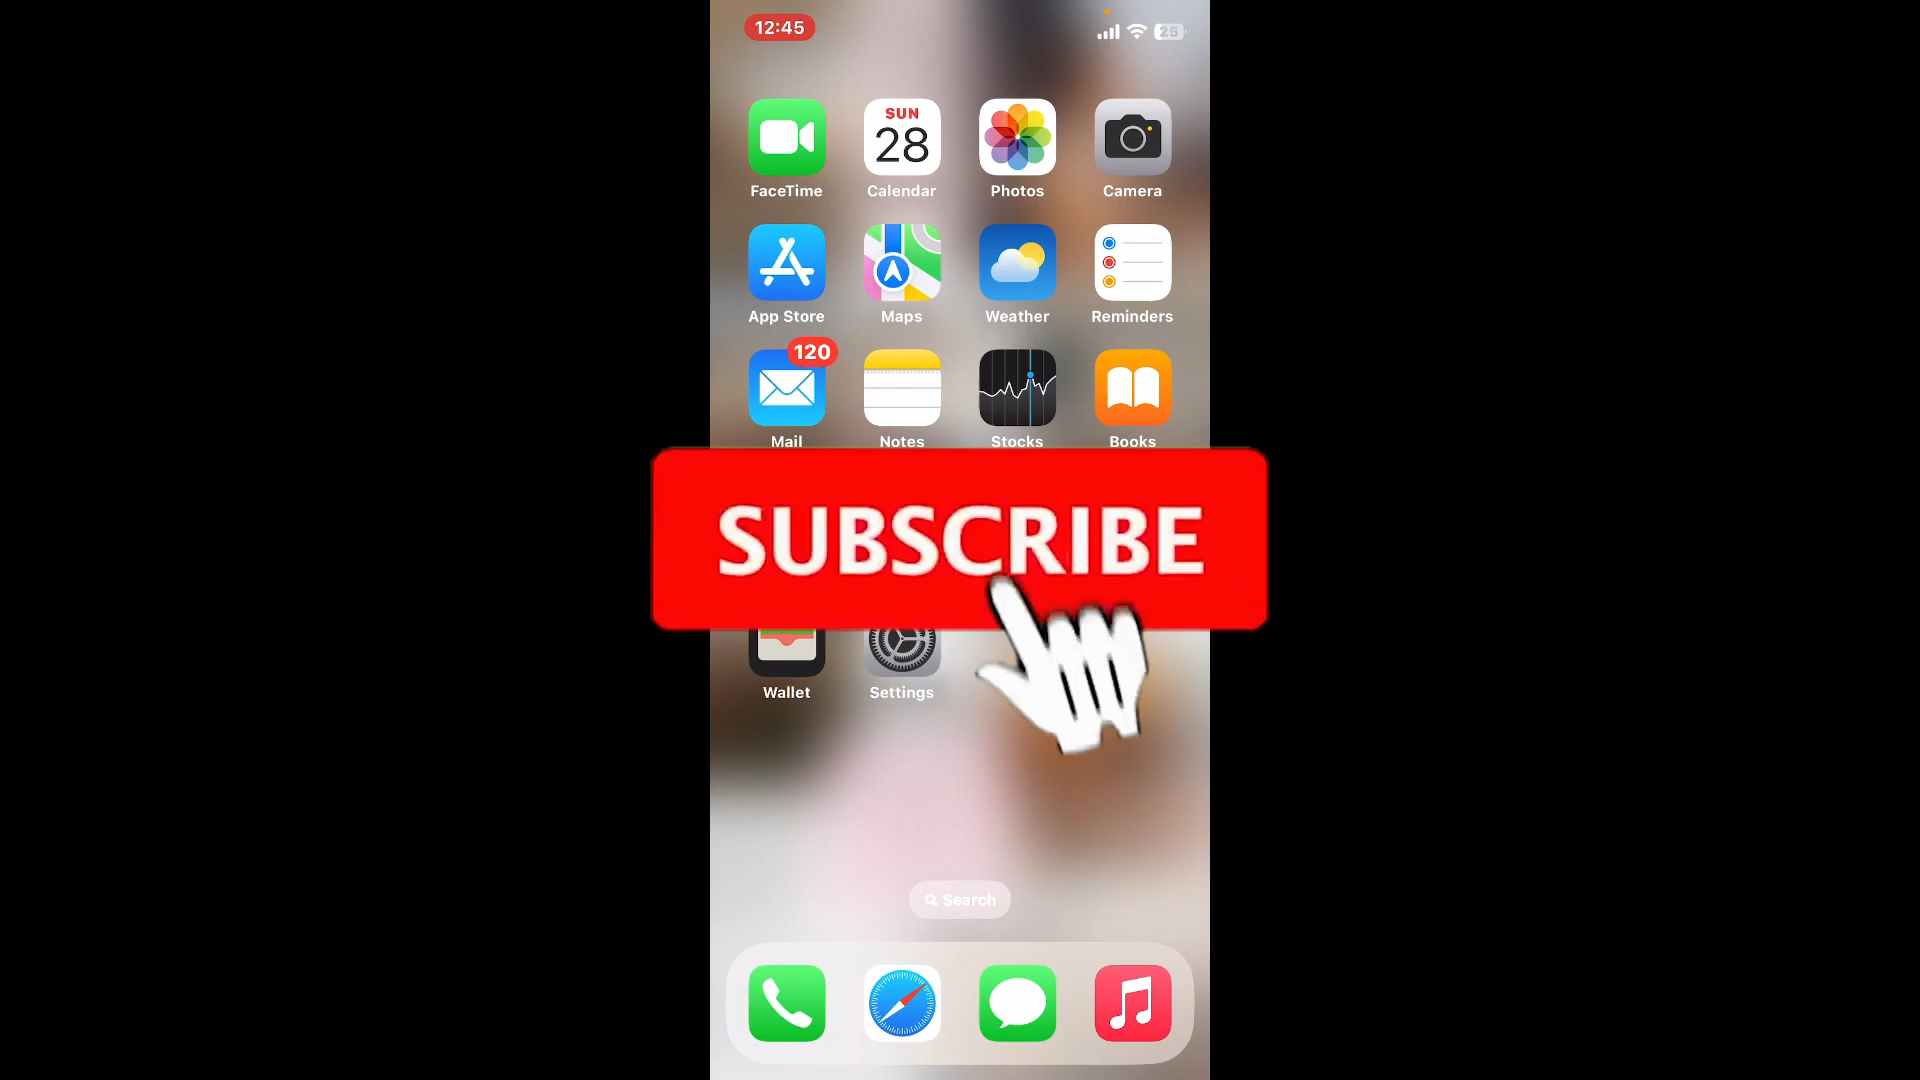 12:45
25
SUN
28
FaceTime
Calendar
Photos
Camera
App Store
Maps
Weather
Reminders
120
Mail
Notes
Stocks
Books
SUBSCRIBE
Wallet
Settings
Search